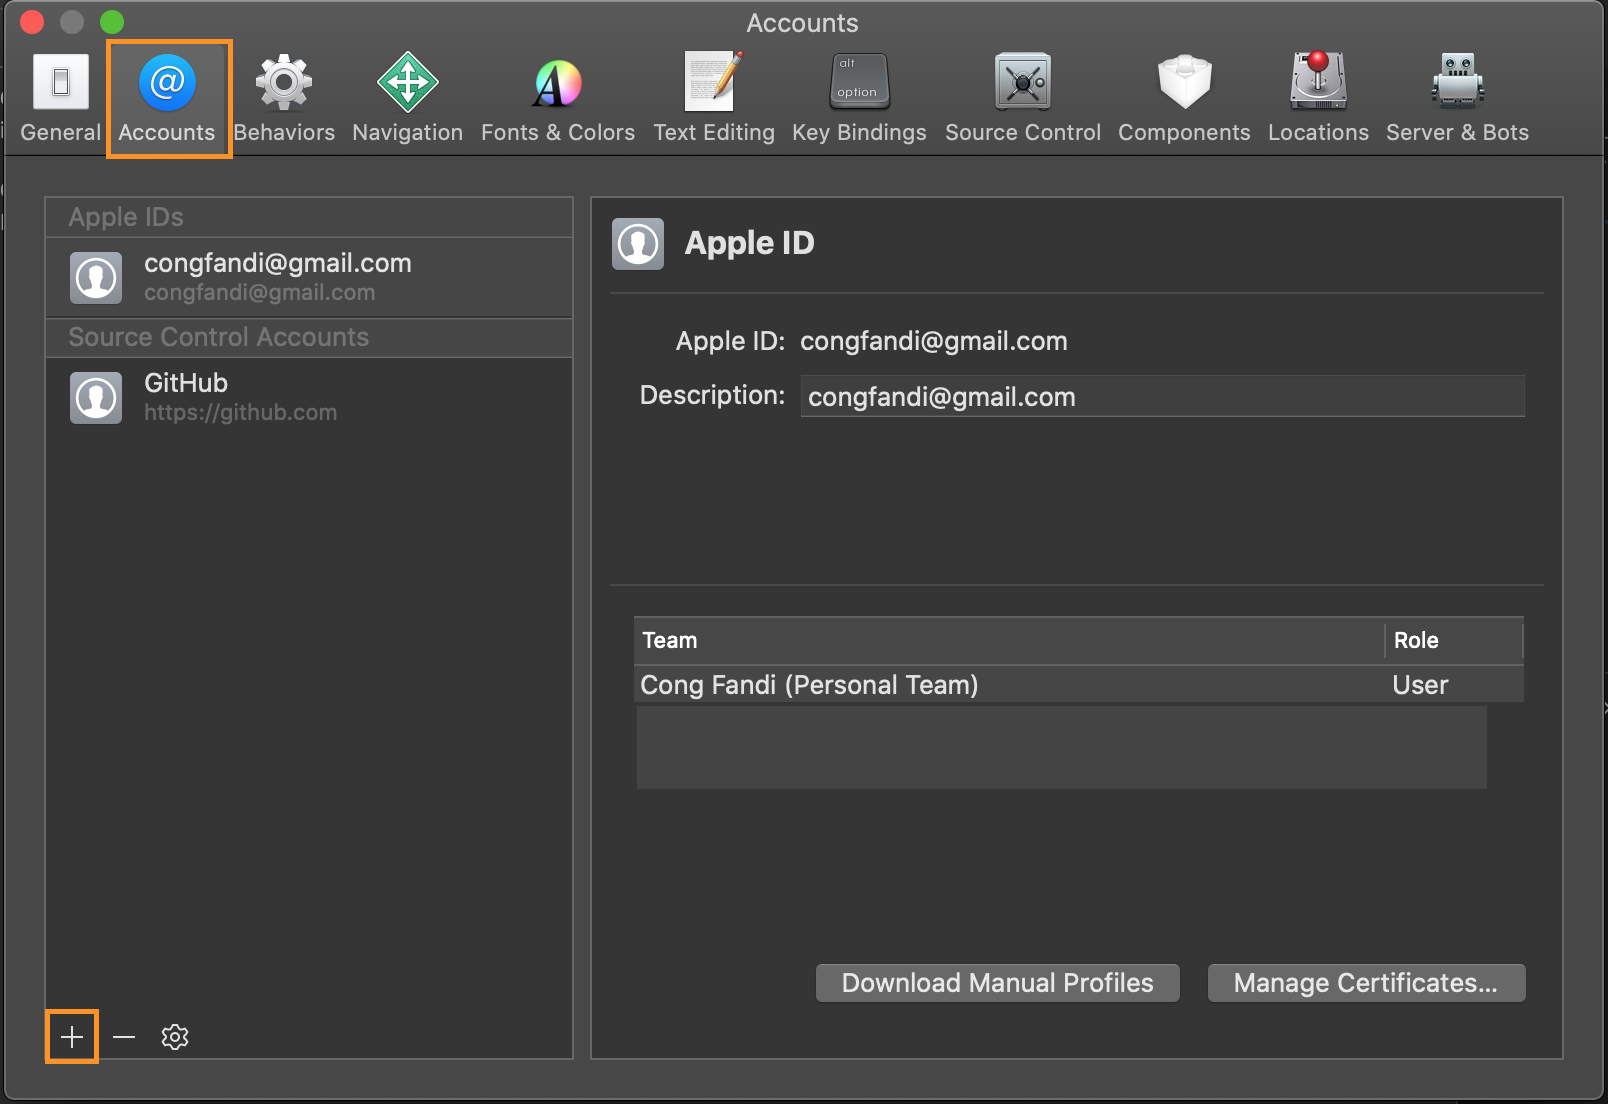 Accounts
General
Accounts
Behaviors
Navigation
Fonts & Colors
Text Editing
alt
option
Key Bindings
Source Control
Components
Locations
Server & Bots
Apple IDs
congfandi@gmail.com
congfandi@gmail.com
Source Control Accounts
GitHub
https://github.com
Apple ID
Apple ID: congfandi@gmail.com
Description: congfandi@gmail.com
Team Role
Cong Fandi (Personal Team) User
Download Manual Profiles
Manage Certificates...